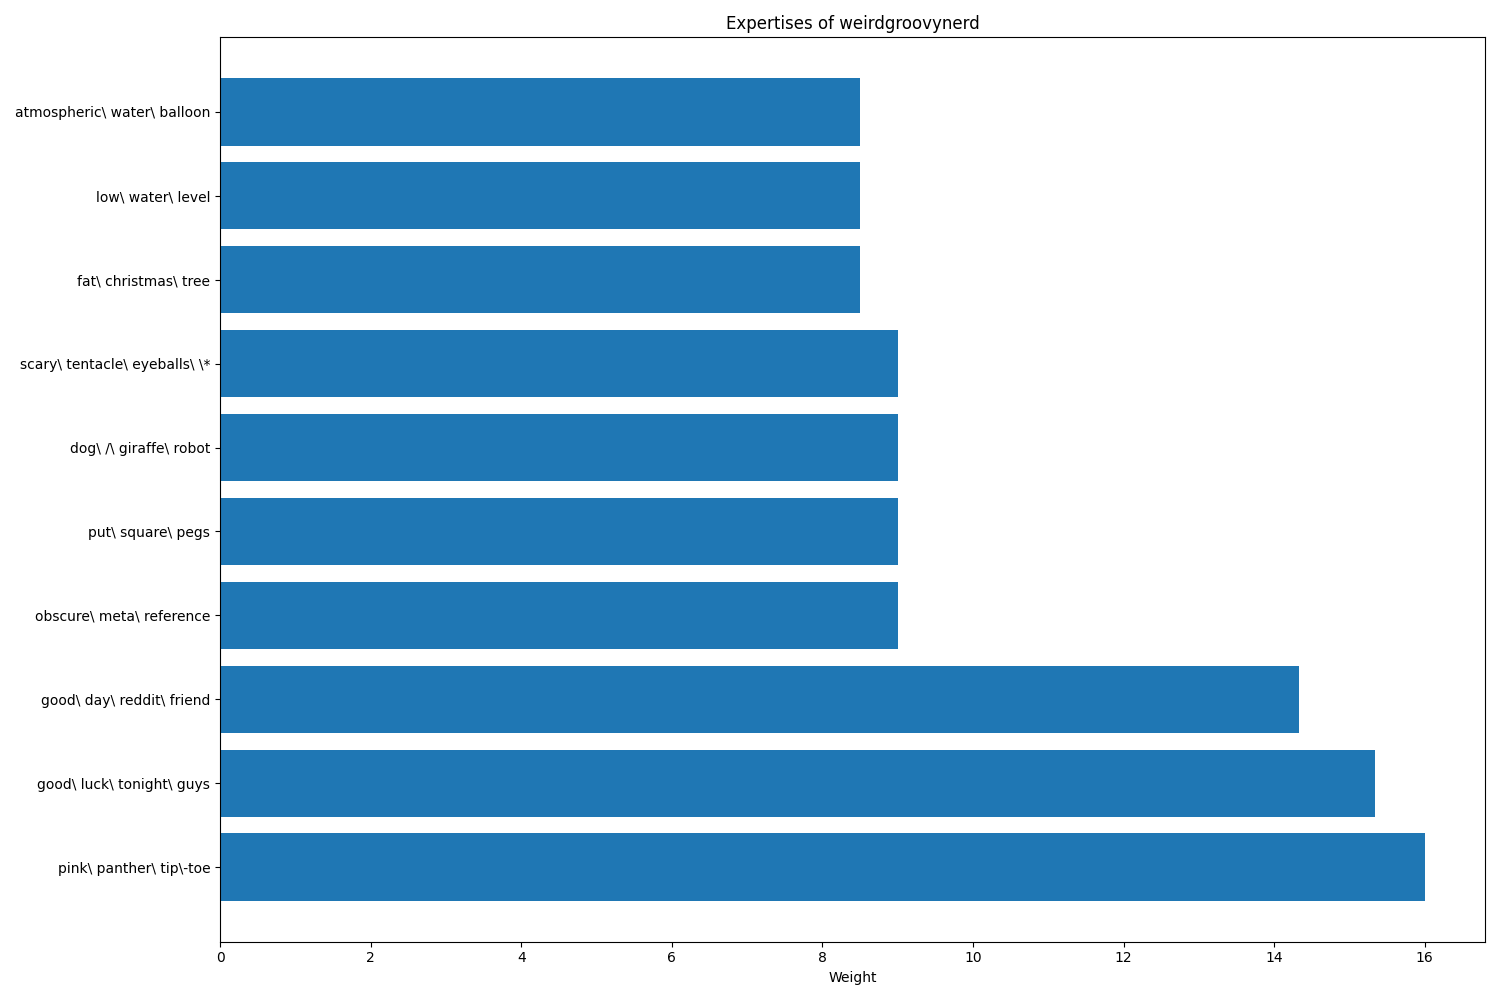 Expertises of weirdgroovynerd
atmospheric\ water\ balloon
low\ water\ level
fat\ christmas\ tree
scary\ tentacle\ eyeballs\ \*
dog\ /\ giraffe\ robot
put\ square\ pegs
obscure\ meta\ reference
good\ day\ reddit\ friend
good\ luck\ tonight\ guys
pink\ panther\ tip\-toe
0 2 4 6 8 10 12 14 16
Weight